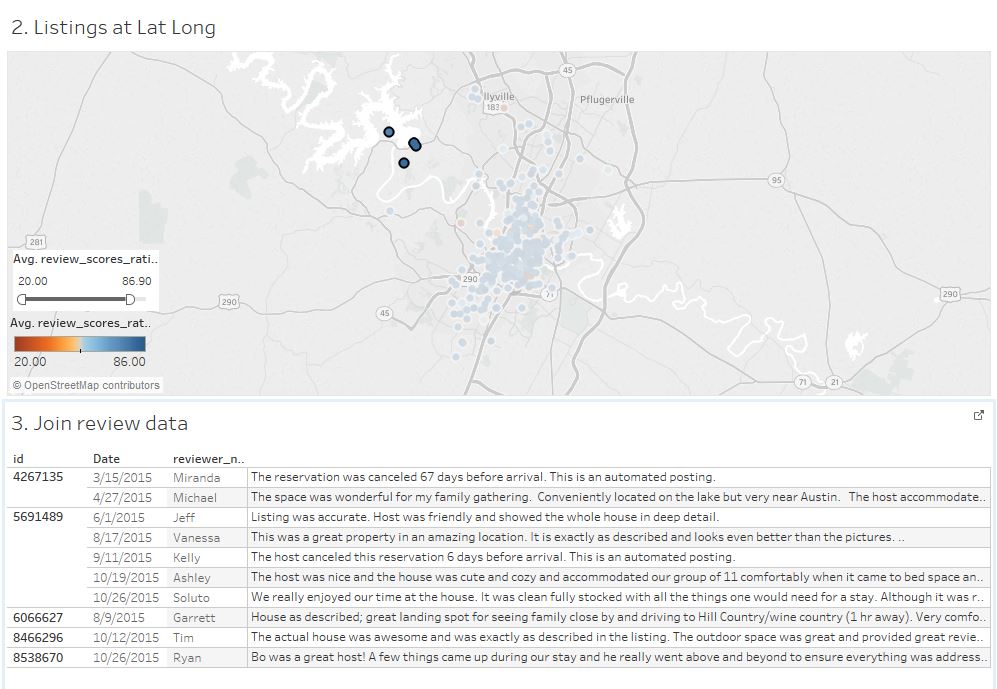 2. Listings at Lat Long
45
llyville
183
Pflugerville
95
281
Avg. review_scores_rati..
20.00 86.90
290
290
290
71
45
Avg. review_scores_rat..
20.00 86.00
71 21
© OpenStreetMap contributors
3. Join review data
id Date reviewer_n..
4267135 3/15/2015 Miranda The reservation was canceled 67 days before arrival. This is an automated posting.
4/27/2015 Michael The space was wonderful for my family gathering. Conveniently located on the lake but very near Austin. The host accommodate..
5691489 6/1/2015 Jeff Listing was accurate. Host was friendly and showed the whole house in deep detail.
8/17/2015 Vanessa This was a great property in an amazing location. It is exactly as described and looks even better than the pictures. ..
9/11/2015 Kelly The host canceled this reservation 6 days before arrival. This is an automated posting.
10/19/2015 Ashley The host was nice and the house was cute and cozy and accommodated our group of 11 comfortably when it came to bed space an..
10/26/2015 Soluto We really enjoyed our time at the house. It was clean fully stocked with all the things one would need for a stay. Although it was r..
6066627 8/9/2015 Garrett House as described; great landing spot for seeing family close by and driving to Hill Country/wine country (1 hr away). Very comfo..
8466296 10/12/2015 Tim The actual house was awesome and was exactly as described in the listing. The outdoor space was great and provided great revie..
8538670 10/26/2015 Ryan Bo was a great host! A few things came up during our stay and he really went above and beyond to ensure everything was address..